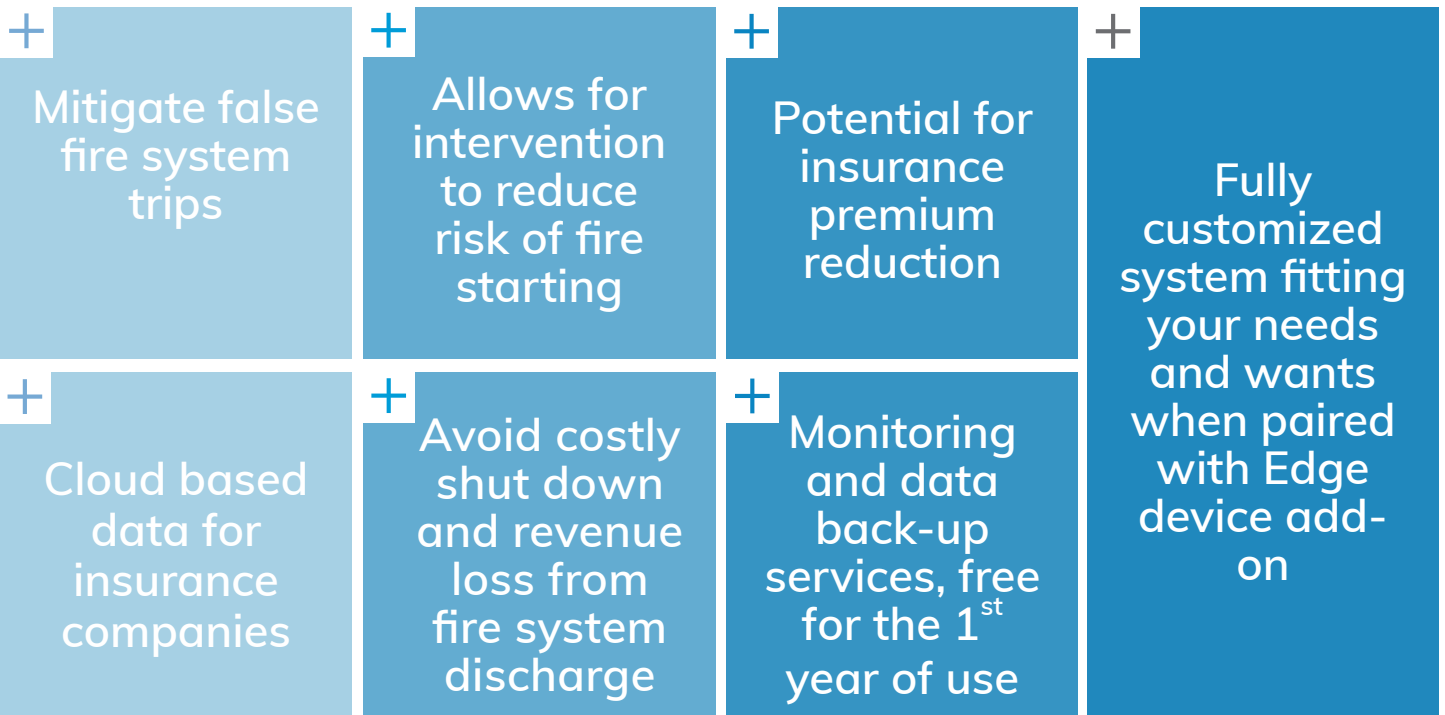 Mitigate false
fire system
trips
Allows for
intervention
to reduce
risk of fire
starting
Potential for
insurance
premium
reduction
Fully
customized
system fitting
your needs
and wants
when paired
with Edge
device add-
on
Cloud based
data for
insurance
companies
Avoid costly
shut down
and revenue
loss from
fire system
discharge
Monitoring
and data
back-up
services, free
for the 1st
year of use